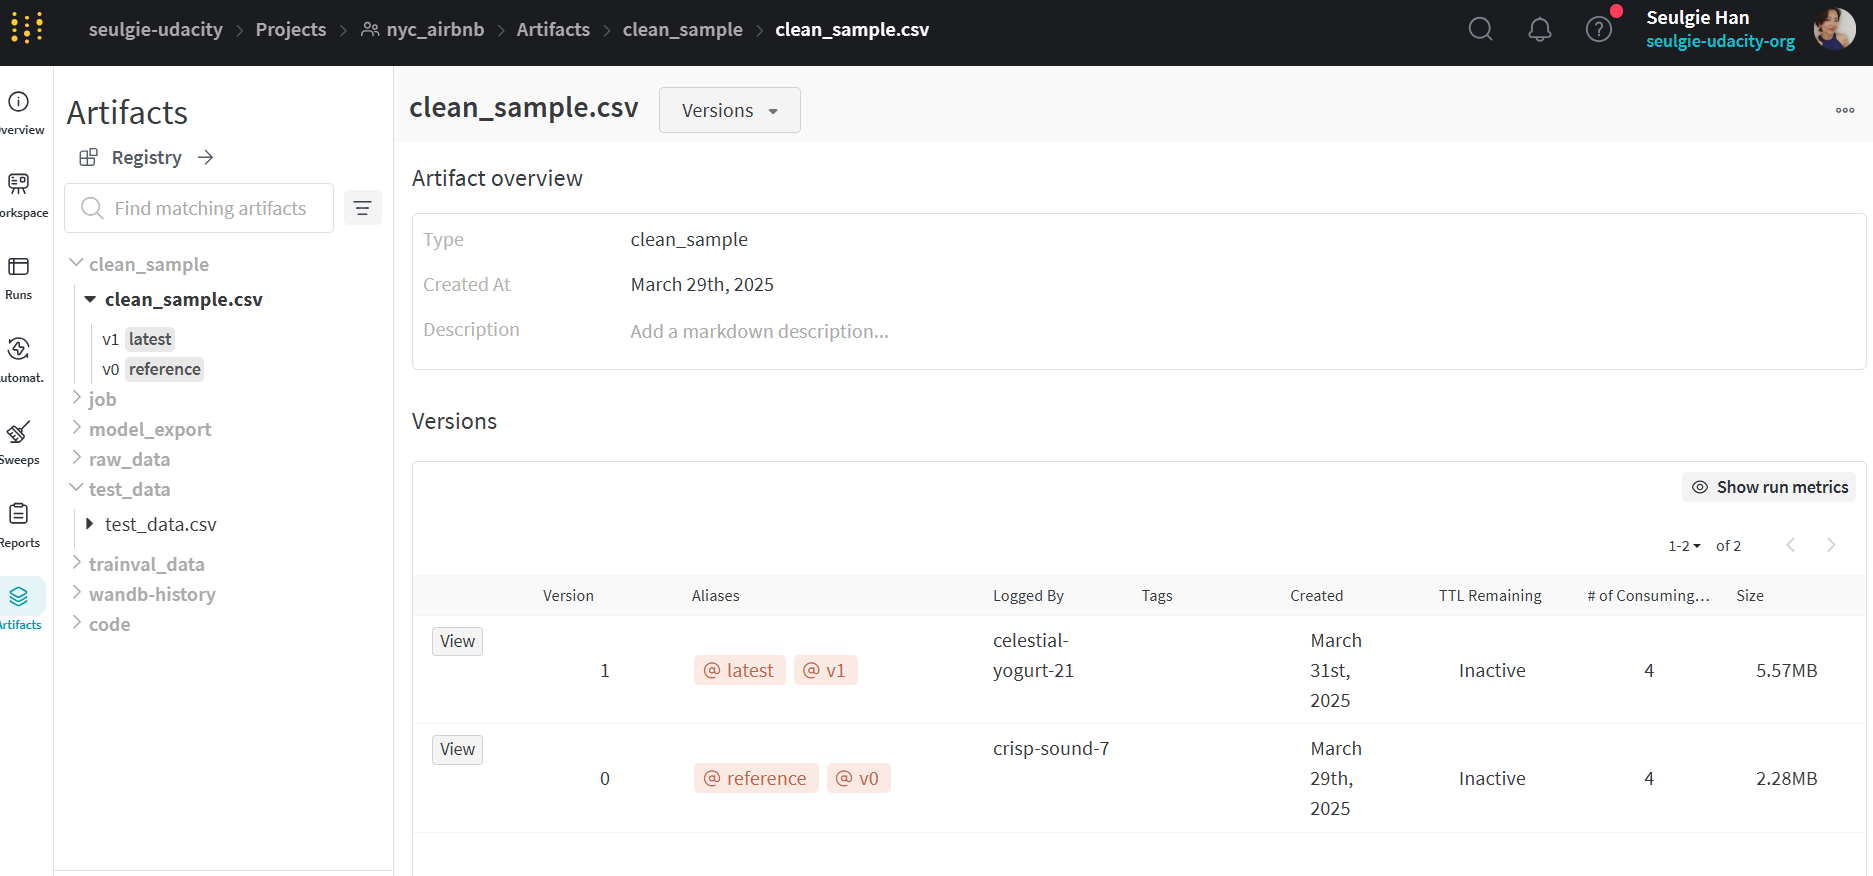 seulgie-udacity > Projects > nyc_airbnb > Artifacts > clean_sample > clean_sample.csv
Seulgie Han
seulgie-udacity-org
verview
orkspace
Runs
utomat.
Sweeps
Reports
Artifacts
Artifacts
Registry →
Find matching artifacts
clean_sample
clean_sample.csv
v1 latest
v0 reference
job
model_export
raw_data
test_data
test_data.csv
trainval_data
wandb-history
code
clean_sample.csv Versions
Artifact overview
Type clean_sample
Created At March 29th, 2025
Description Add a markdown description...
Versions
Show run metrics
1-2 of 2
Version Aliases Logged By Tags Created TTL Remaining # of Consuming... Size
View 1 @ latest @ v1 celestial-yogurt-21 March 31st, 2025 Inactive 4 5.57MB
View 0 @ reference @ v0 crisp-sound-7 March 29th, 2025 Inactive 4 2.28MB